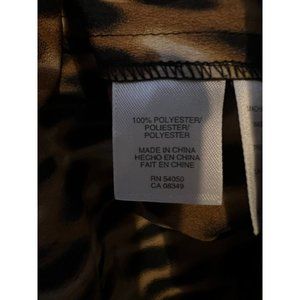 100% POLYESTER/
POLIESTER/
POLYESTER
MADE IN CHINA
HECHO EN CHINA
FAIT EN CHINE
RN 54050
CA 08349